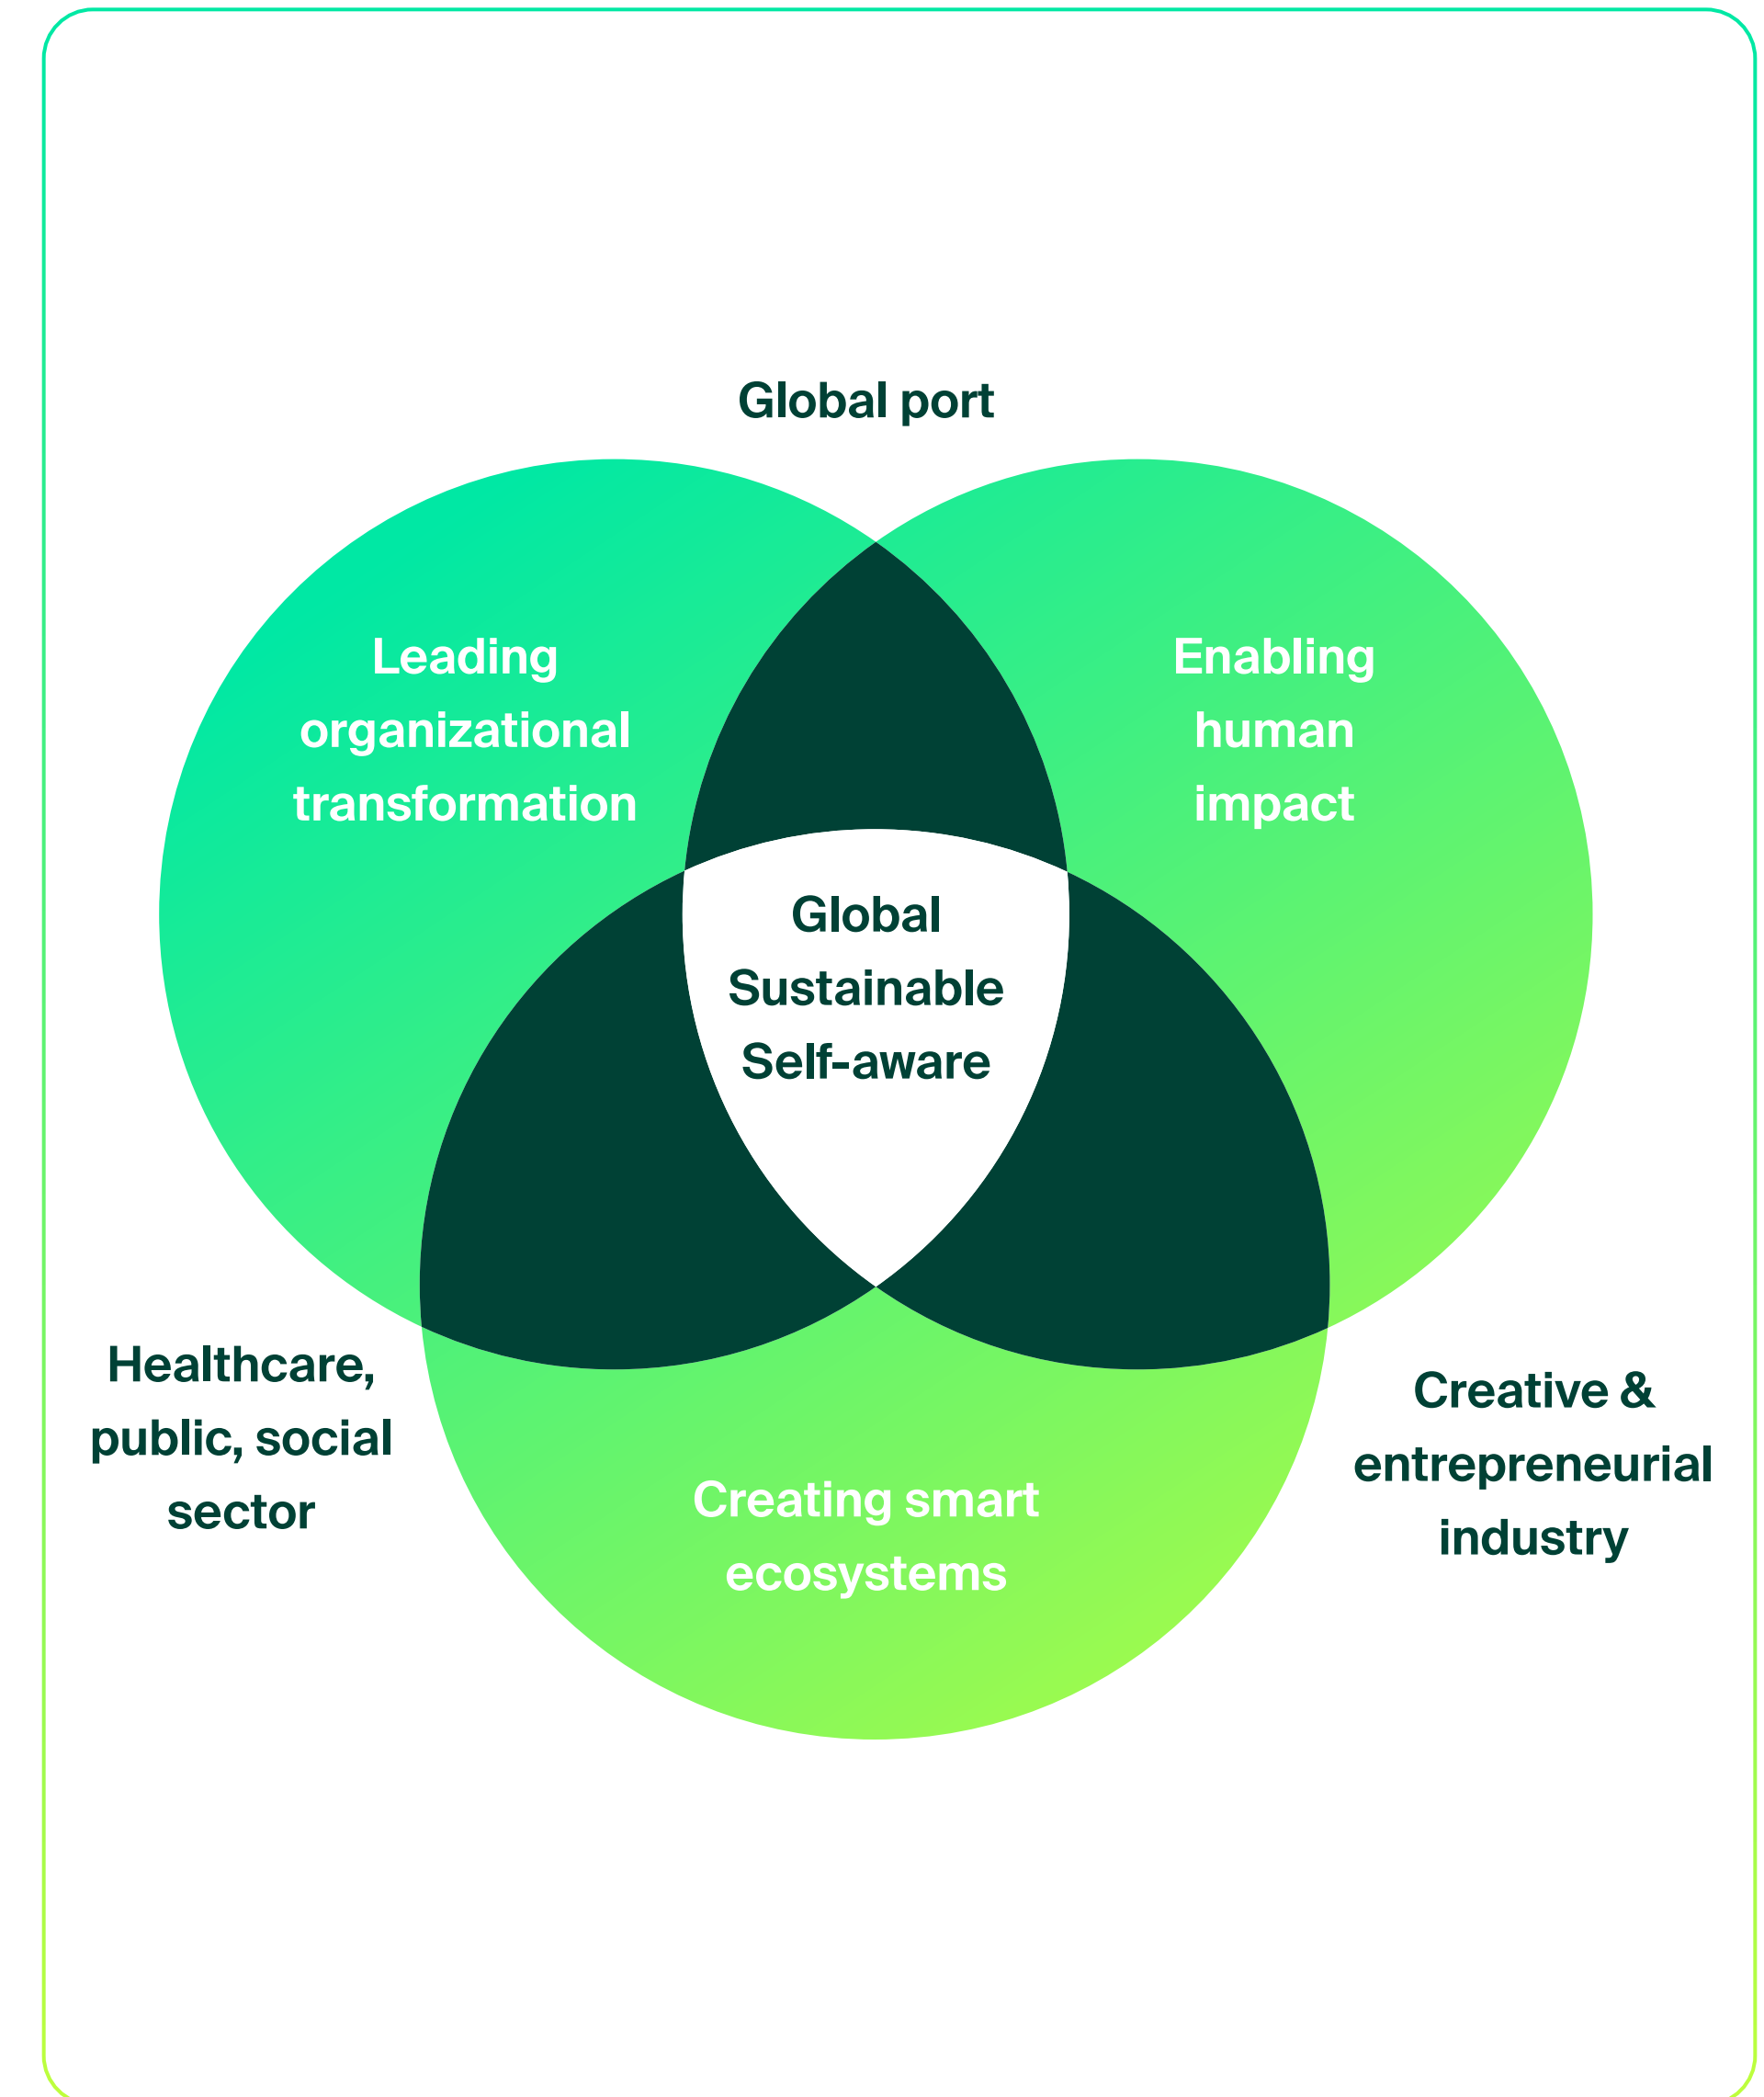 Global port
Leading
organizational
transformation
Enabling
human
impact
Global
Sustainable
Self-aware
Healthcare,
public, social
sector
Creative &
entrepreneurial
industry
Creating smart
ecosystems